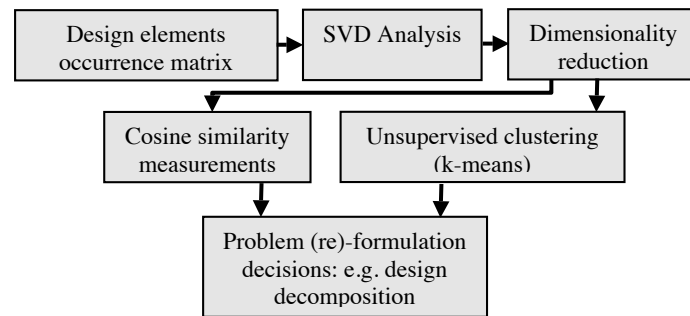 Design elements
occurrence matrix
SVD Analysis
Dimensionality
reduction
Cosine similarity
measurements
Unsupervised clustering
(k-means)
Problem (re)-formulation
decisions: e.g. design
decomposition